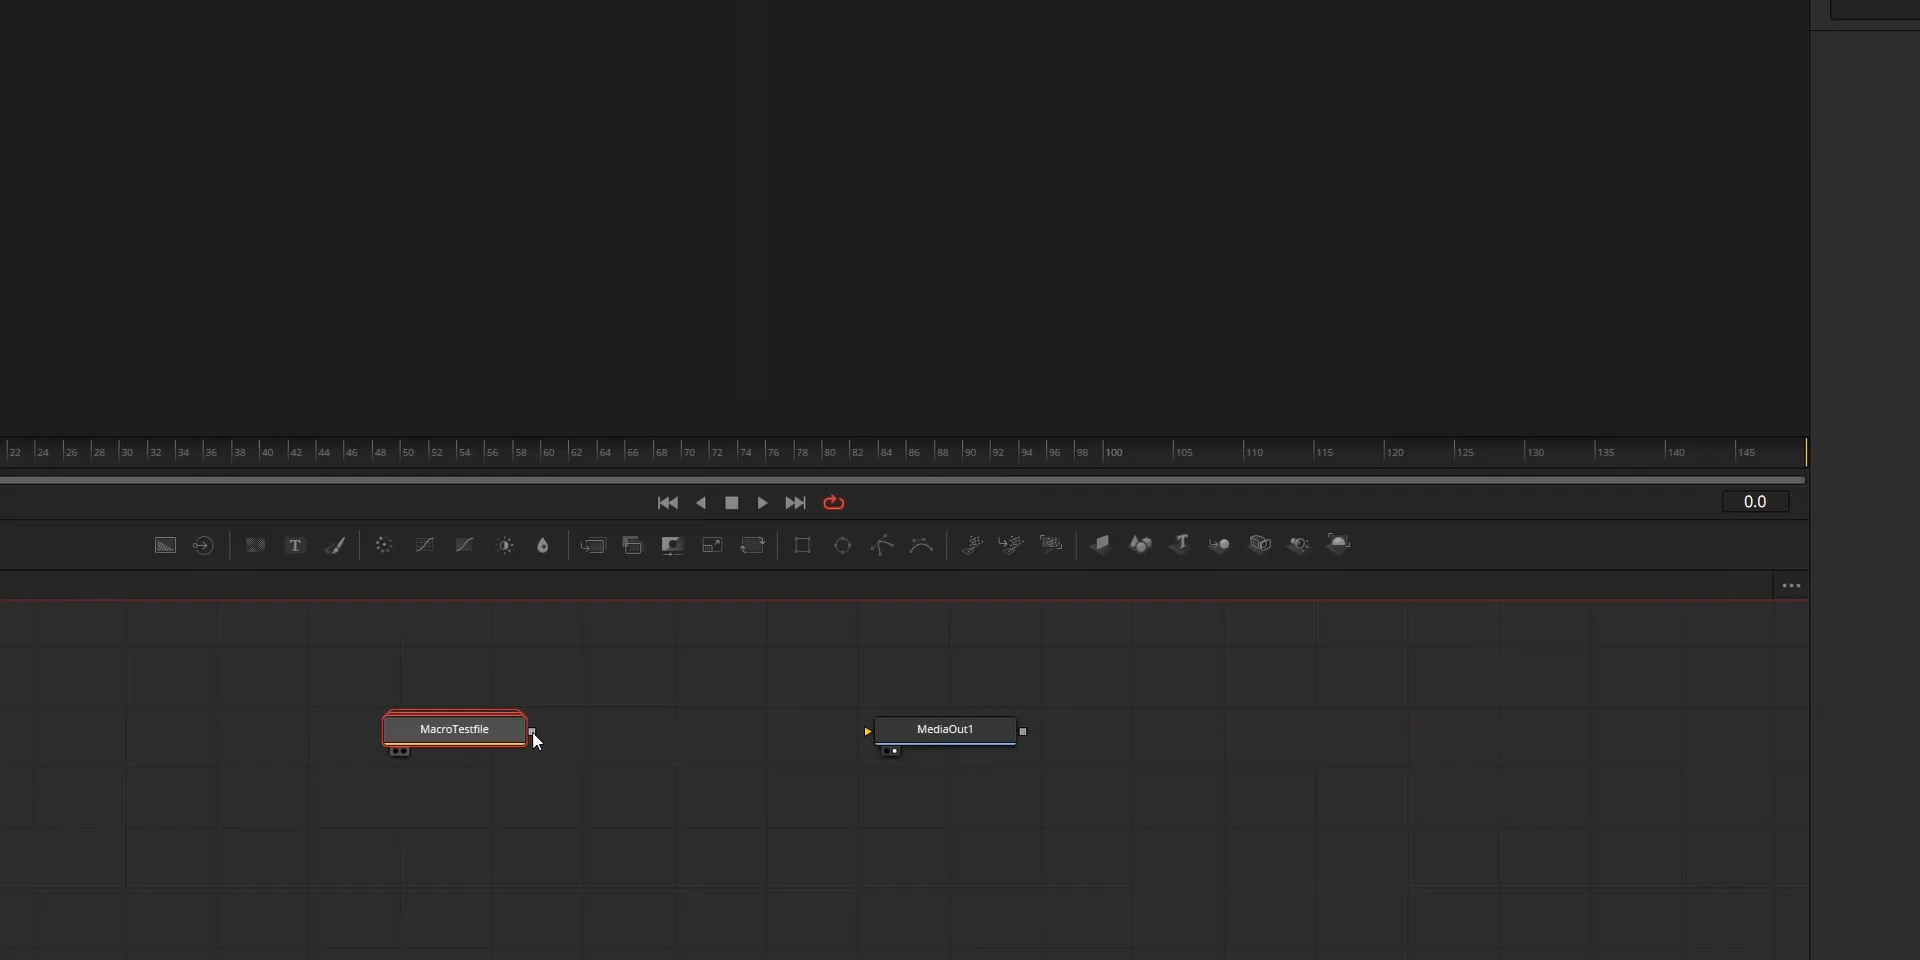 22 24 26 28 30 32 34 36 38 40 42 44 46 48 50 52 54 56 58 60 62 64 66 68 70 72 74 76 78 80 82 84 86 88 90 92 94 96 98 100 105 110 115 120 125 130 135 140 145
0.0
T
MacroTestfile MediaOut1